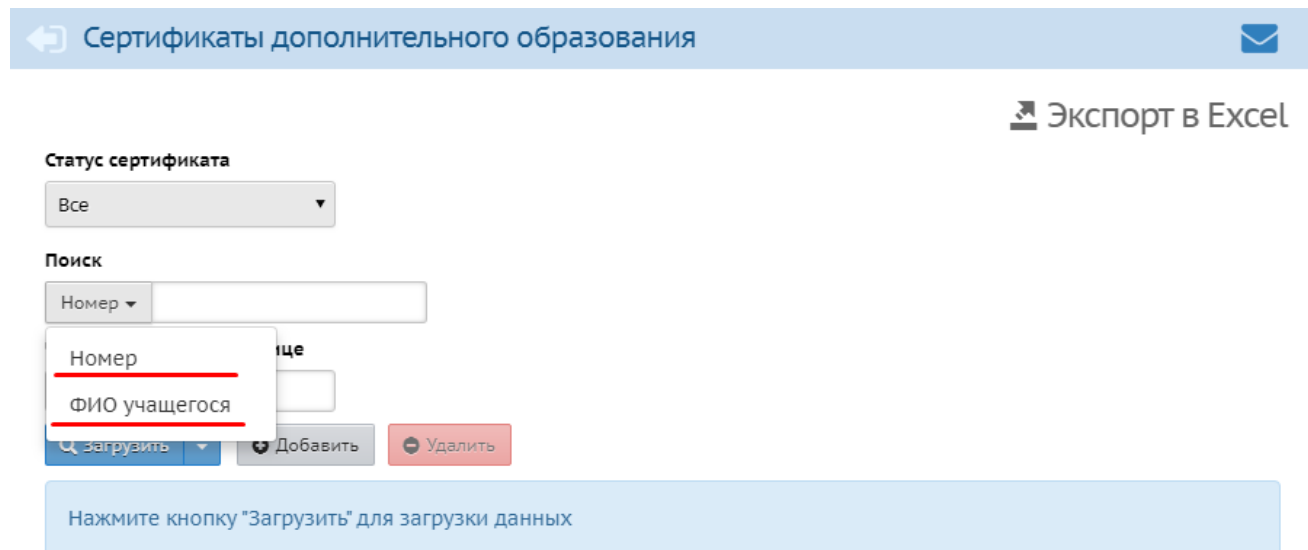 Сертификаты дополнительного образования
Экспорт в Excel
Статус сертификата
Все
Поиск
Номер
Номер
ФИО учащегося
Загрузить Добавить Удалить
Нажмите кнопку "Загрузить" для загрузки данных